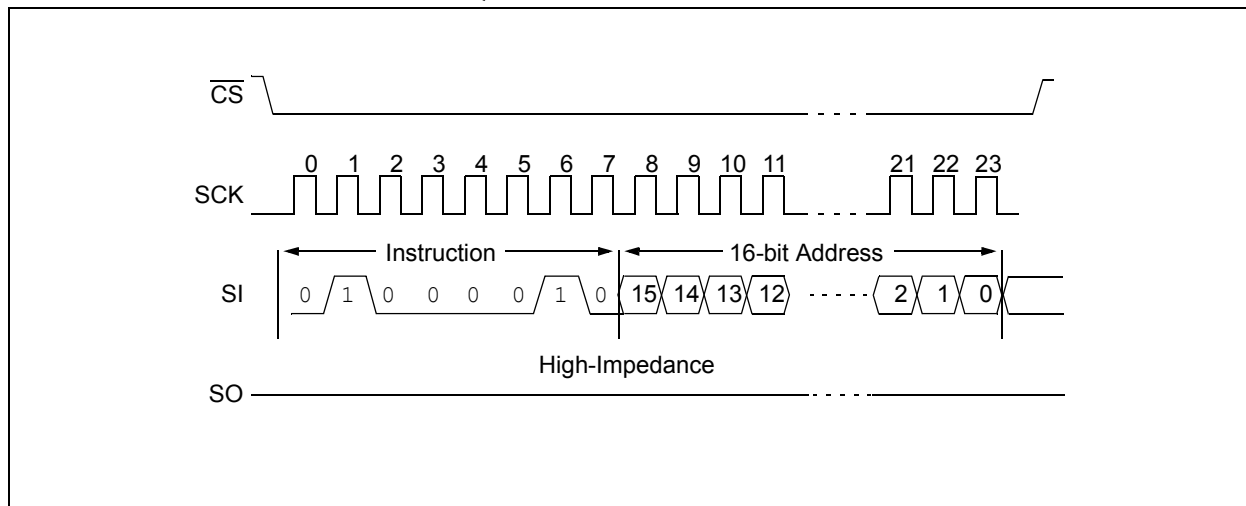 CS
0 1 2 3 4 5 6 7 8 9 10 11 21 22 23
SCK
Instruction 16-bit Address
SI 0 1 0 0 0 0 1 0 15 14 13 12 2 1 0
High-Impedance
SO